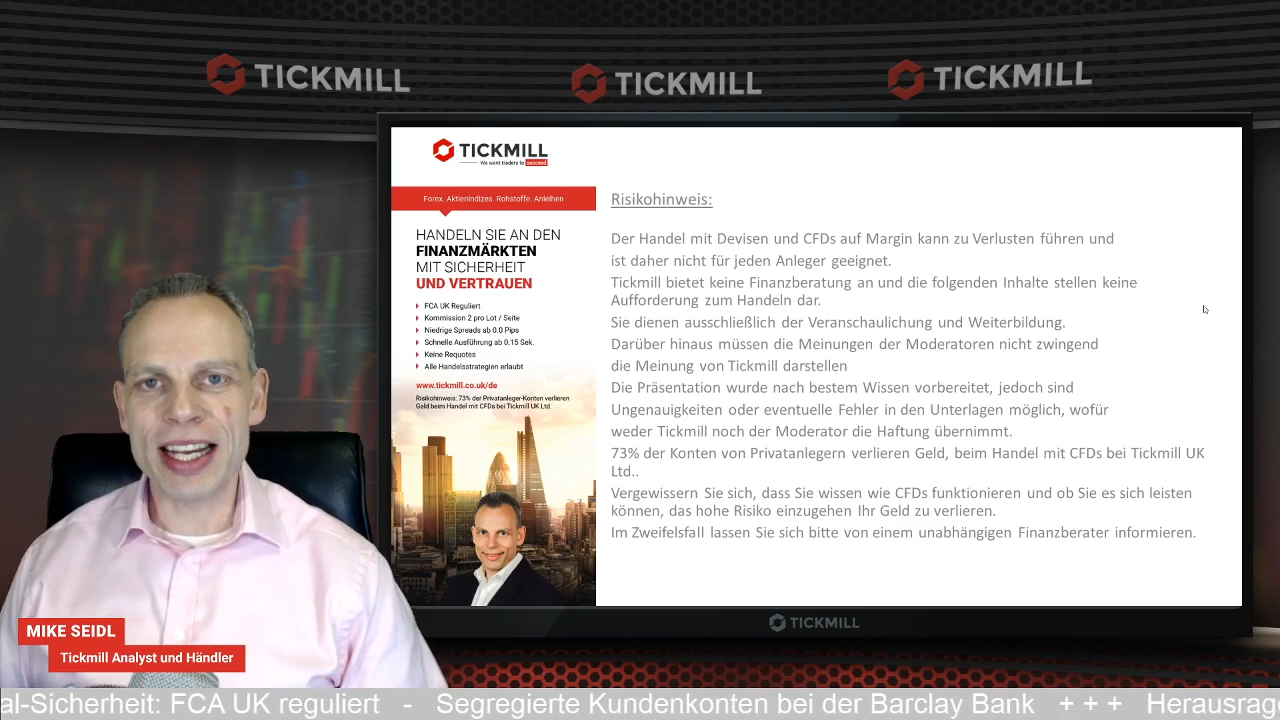 TICKMILL
TICKMILL
TICKMILL
TICKMILL
We want traders to succeed
Forex. Aktienindizes. Rohstoffe. Anleihen
HANDELN SIE AN DEN
FINANZMÄRKTEN
MIT SICHERHEIT
UND VERTRAUEN
FCA UK Reguliert
Kommission 2 pro Lot / Seite
Niedrige Spreads ab 0.0 Pips
Schnelle Ausführung ab 0.15 Sek.
Keine Requotes
Alle Handelsstrategien erlaubt
www.tickmill.co.uk/de
Risikohinweis: 73% der Privatanleger-Konten verlieren
Geld beim Handel mit CFDs bei Tickmill UK Ltd
Risikohinweis:
Der Handel mit Devisen und CFDs auf Margin kann zu Verlusten führen und
ist daher nicht für jeden Anleger geeignet.
Tickmill bietet keine Finanzberatung an und die folgenden Inhalte stellen keine
Aufforderung zum Handeln dar.
Sie dienen ausschließlich der Veranschaulichung und Weiterbildung.
Darüber hinaus müssen die Meinungen der Moderatoren nicht zwingend
die Meinung von Tickmill darstellen
Die Präsentation wurde nach bestem Wissen vorbereitet, jedoch sind
Ungenauigkeiten oder eventuelle Fehler in den Unterlagen möglich, wofür
weder Tickmill noch der Moderator die Haftung übernimmt.
73% der Konten von Privatanlegern verlieren Geld, beim Handel mit CFDs bei Tickmill UK
Ltd..
Vergewissern Sie sich, dass Sie wissen wie CFDs funktionieren und ob Sie es sich leisten
können, das hohe Risiko einzugehen Ihr Geld zu verlieren.
Im Zweifelsfall lassen Sie sich bitte von einem unabhängigen Finanzberater informieren.
TICKMILL
MIKE SEIDL
Tickmill Analyst und Händler
al-Sicherheit: FCA UK reguliert - Segregierte Kundenkonten bei der Barclay Bank + + + Herausrag